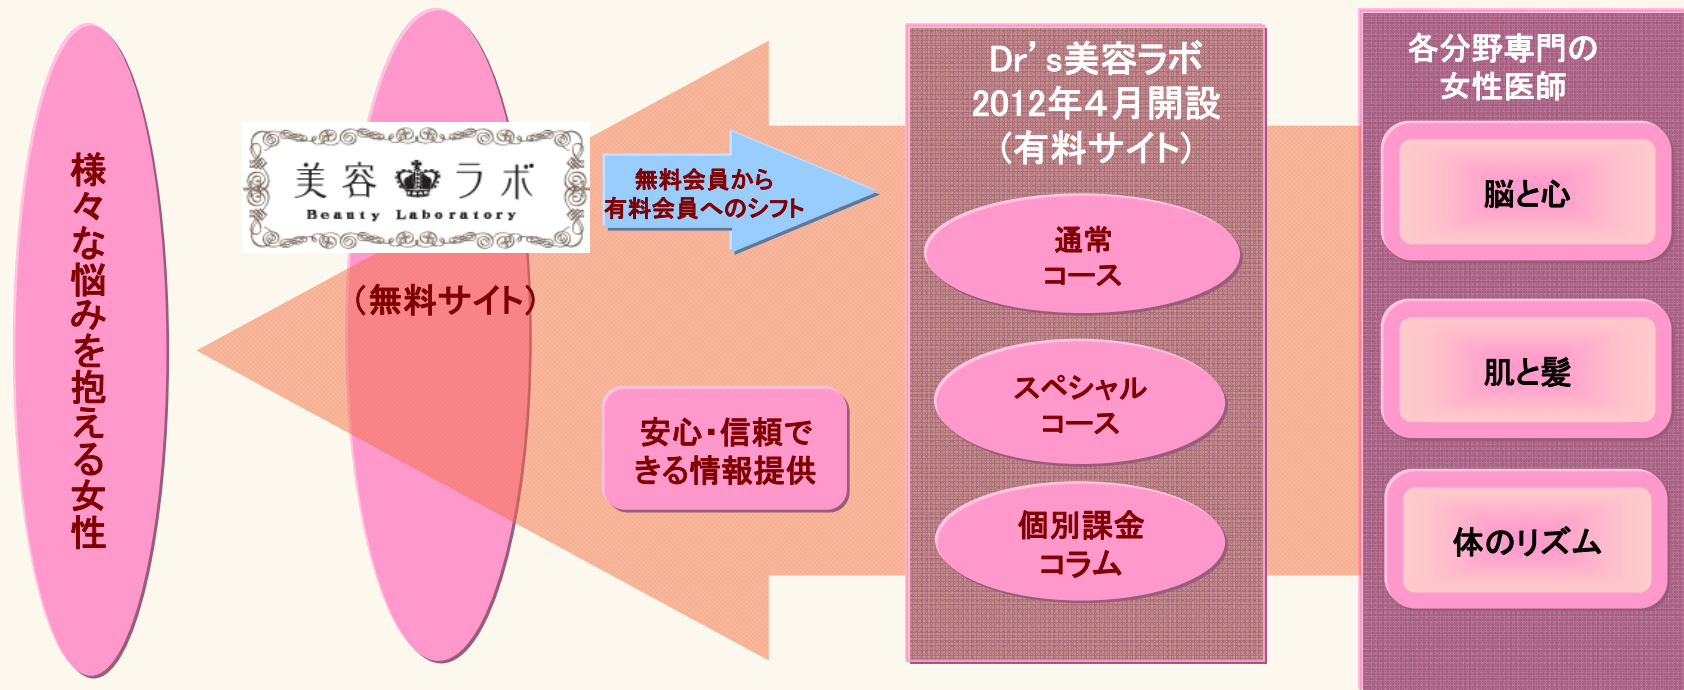 様々な悩みを抱える女性
美容ラボ
Beauty Laboratory
（無料サイト）
無料会員から
有料会員へのシフト
安心・信頼で
きる情報提供
Dr’s美容ラボ
2012年４月開設
（有料サイト）
通常
コース
スペシャル
コース
個別課金
コラム
各分野専門の
女性医師
脳と心
肌と髪
体のリズム